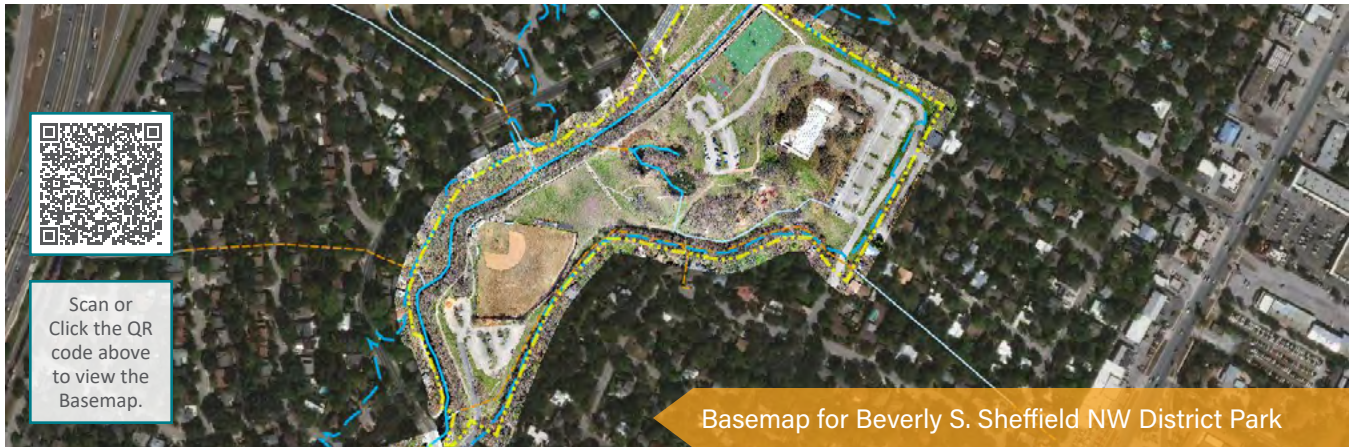 Scan or
Click the QR
code above
to view the
Basemap.
Basemap for Beverly S. Sheffield NW District Park